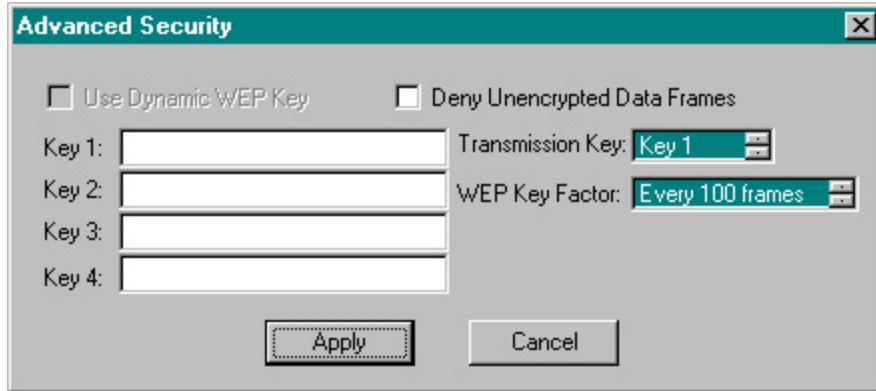 Advanced Security
Use Dynamic WEP Key
Deny Unencrypted Data Frames
Key 1:
Transmission Key: Key 1
Key 2:
WEP Key Factor: Every 100 frames
Key 3:
Key 4:
Apply
Cancel